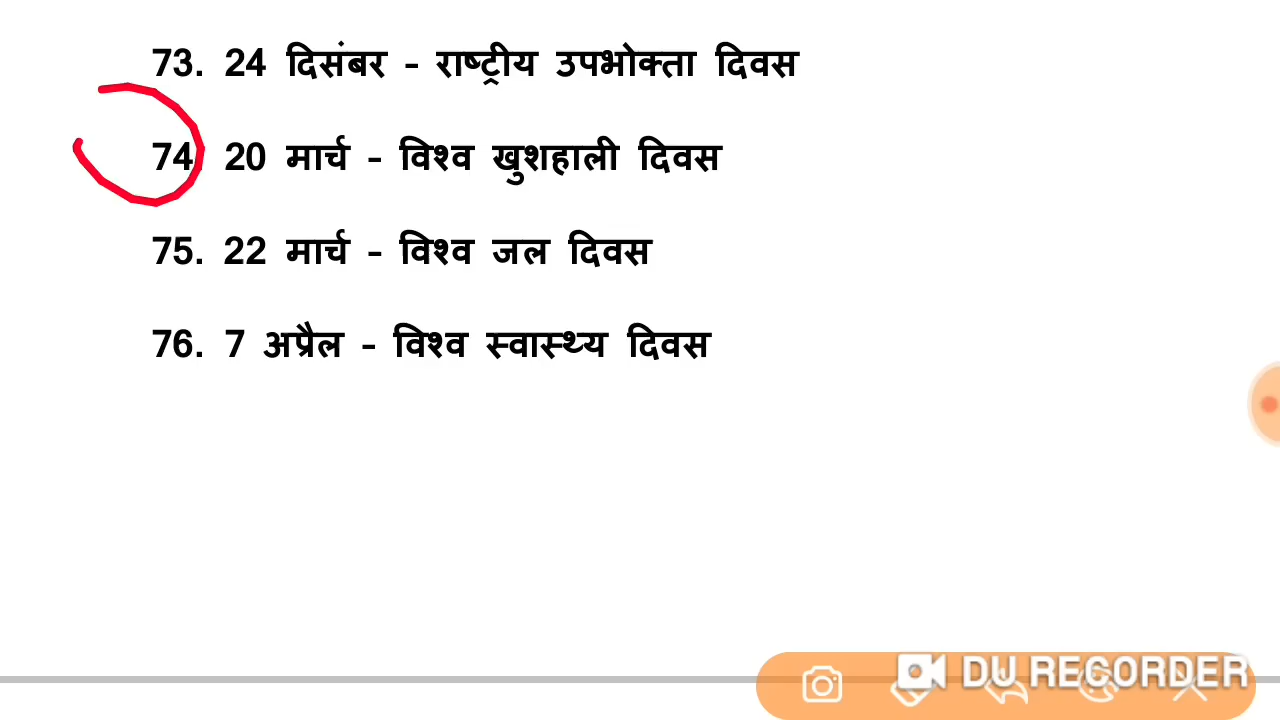 73. 24 दिसंबर - राष्ट्रीय उपभोक्ता दिवस
74. 20 मार्च - विश्व खुशहाली दिवस
75. 22 मार्च - विश्व जल दिवस
76. 7 अप्रैल - विश्व स्वास्थ्य दिवस
DU RECORDER